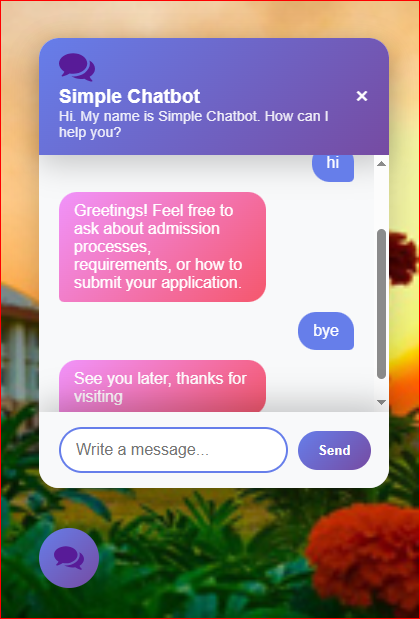 Simple Chatbot
×
Hi. My name is Simple Chatbot. How can I
help you?
hi
Greetings! Feel free to
ask about admission
processes,
requirements, or how to
submit your application.
bye
See you later, thanks for
visiting
Write a message...
Send